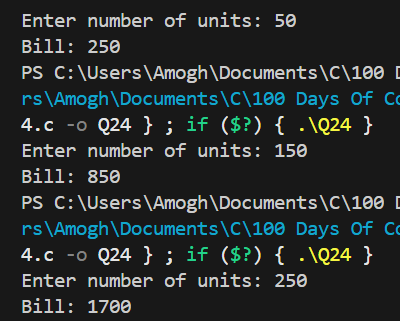 Enter number of units: 50
Bill: 250
PS C:\Users\Amogh\Documents\C\100 D
rs\Amogh\Documents\C\100 Days Of Co
4.c -o Q24 } ; if ($?) { .\Q24 }
Enter number of units: 150
Bill: 850
PS C:\Users\Amogh\Documents\C\100 D
rs\Amogh\Documents\C\100 Days Of Co
4.c -o Q24 } ; if ($?) { .\Q24 }
Enter number of units: 250
Bill: 1700